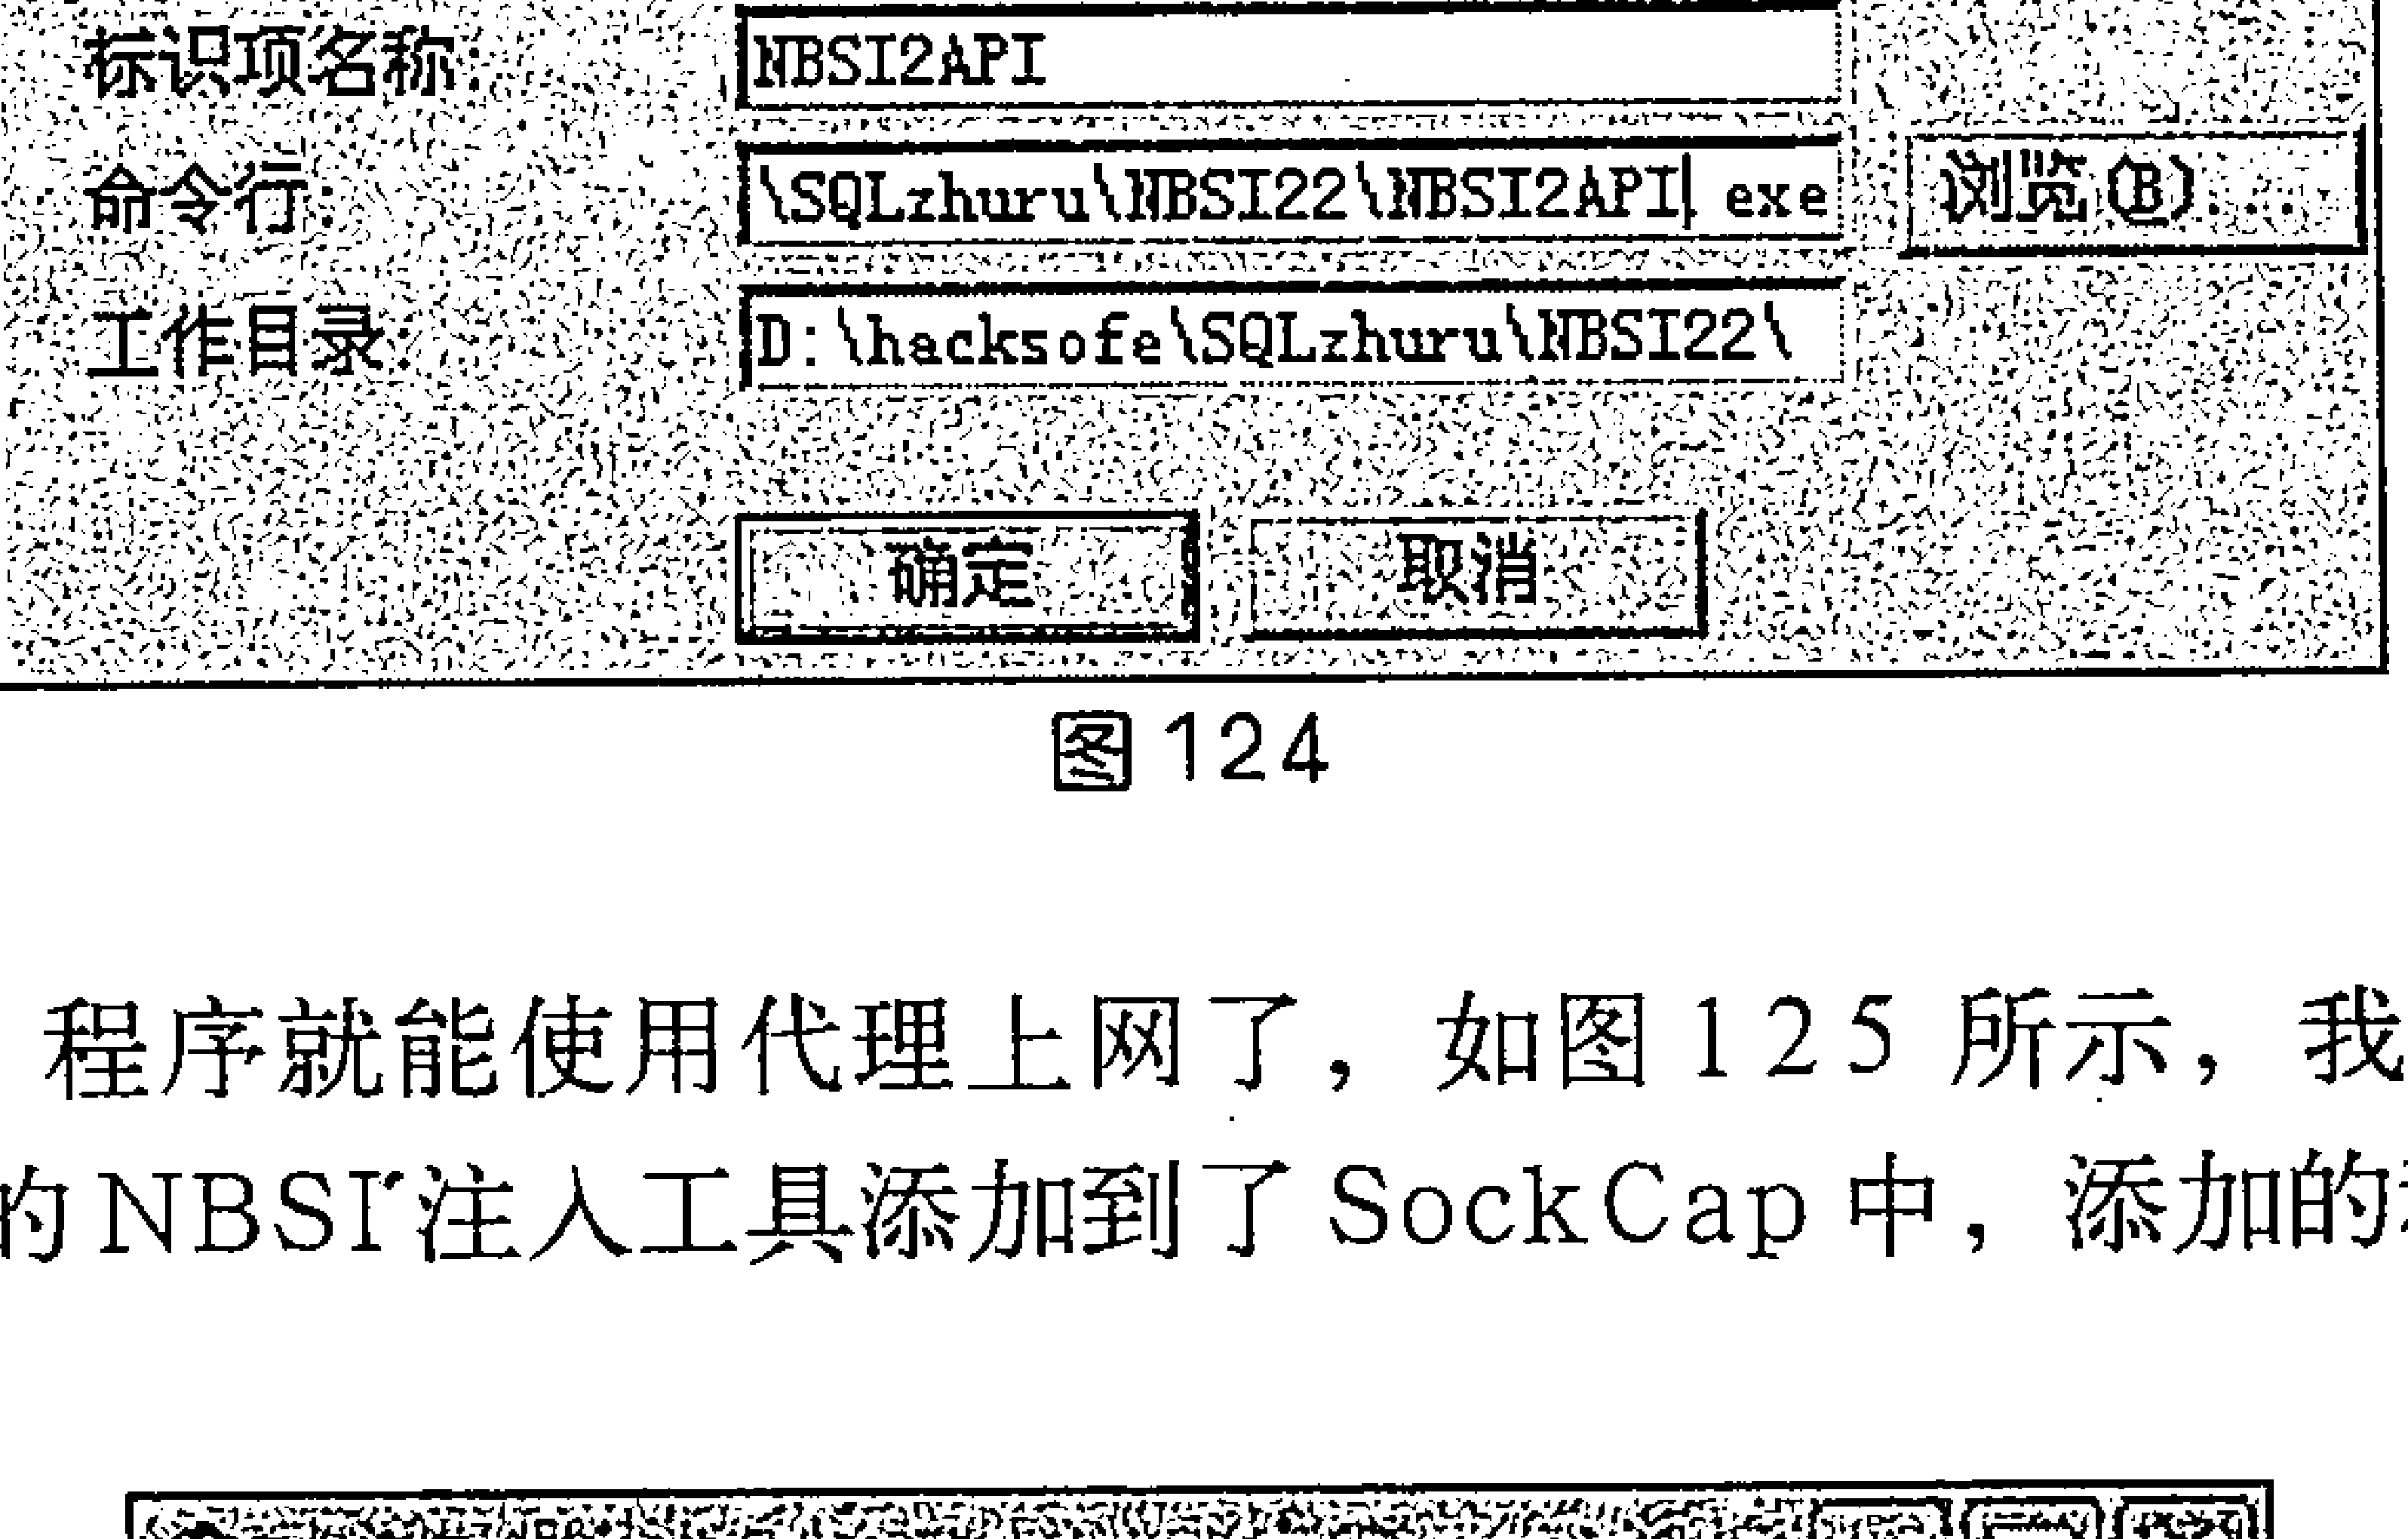 标识项名称:
NBSI2API
命令行:
\SQLzhuru\NBSI22\NBSI2API.exe
浏览(B)...
工作目录:
D:\hacksofe\SQLzhuru\NBSI22\
确定
取消
图124
程序就能使用代理上网了，如图125所示，我
的NBSI注入工具添加到了SockCap中，添加的